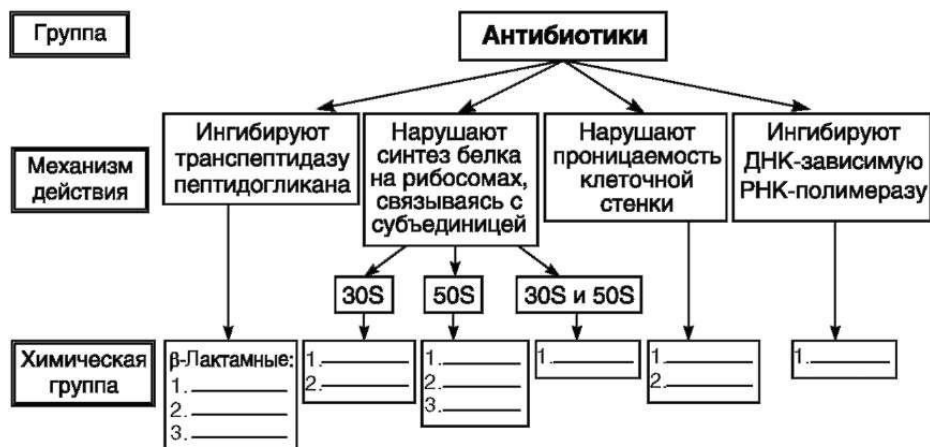 Группа
Антибиотики
Механизм
действия
Ингибируют
транспептидазу
пептидогликана
Нарушают
синтез белка
на рибосомах,
связываясь с
субъединицей
Нарушают
проницаемость
клеточной
стенки
Ингибируют
ДНК-зависимую
РНК-полимеразу
30S
50S
30S и 50S
Химическая
группа
β-Лактамные:
1.
2.
3.
1.
2.
1.
2.
3.
1.
1.
2.
1.